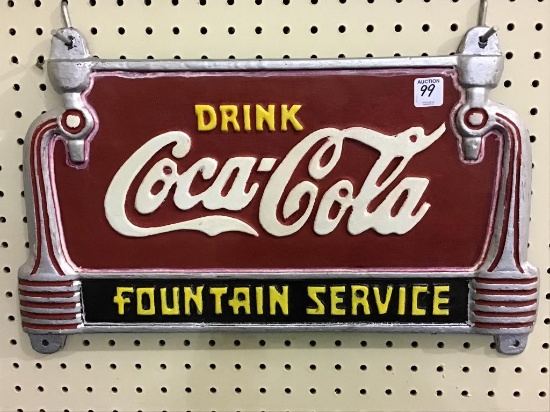 AUCTION
99
DRINK
Coca-Cola
FOUNTAIN SERVICE